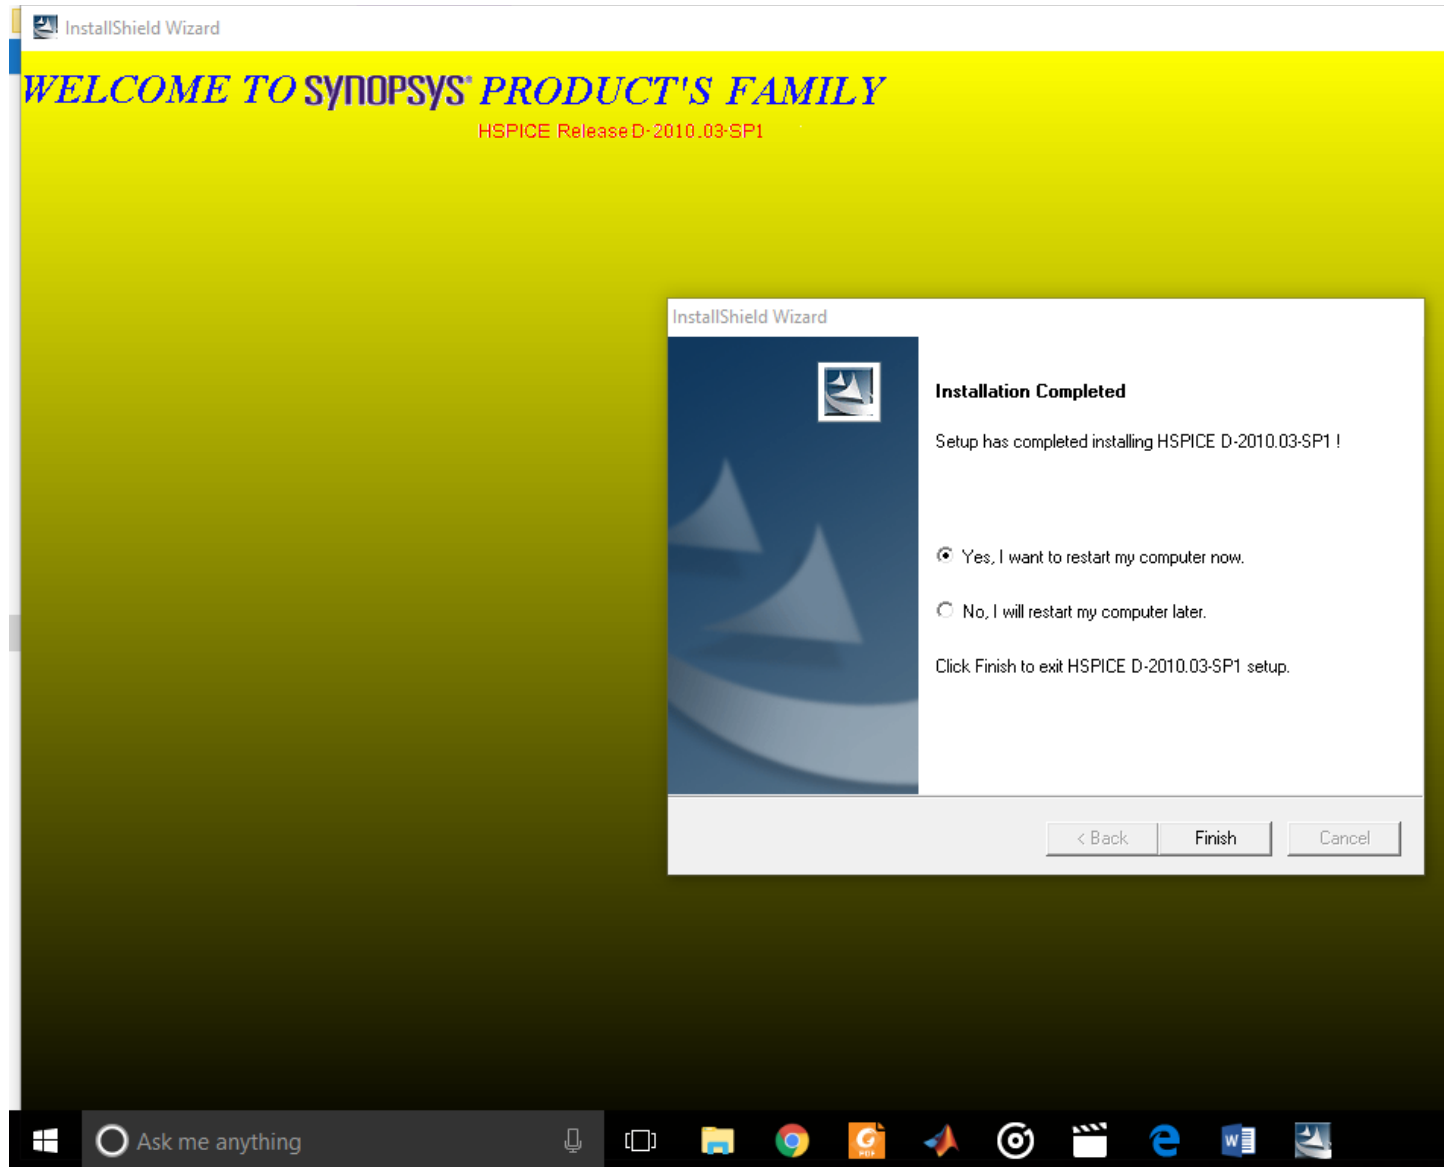 InstallShield Wizard
WELCOME TO SYNOPSYS® PRODUCT'S FAMILY
HSPICE Release D-2010.03-SP1
InstallShield Wizard
Installation Completed
Setup has completed installing HSPICE D-2010.03-SP1 !
Yes, I want to restart my computer now.
No, I will restart my computer later.
Click Finish to exit HSPICE D-2010.03-SP1 setup.
< Back
Finish
Cancel
Ask me anything